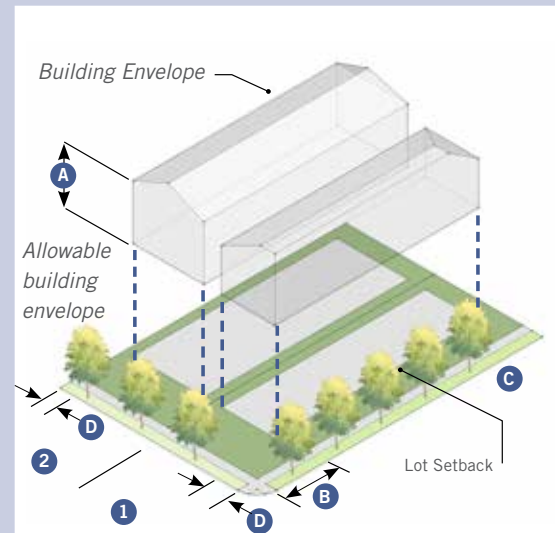 Building Envelope
A
Allowable
building
envelope
C
D
2
Lot Setback
B
D
1